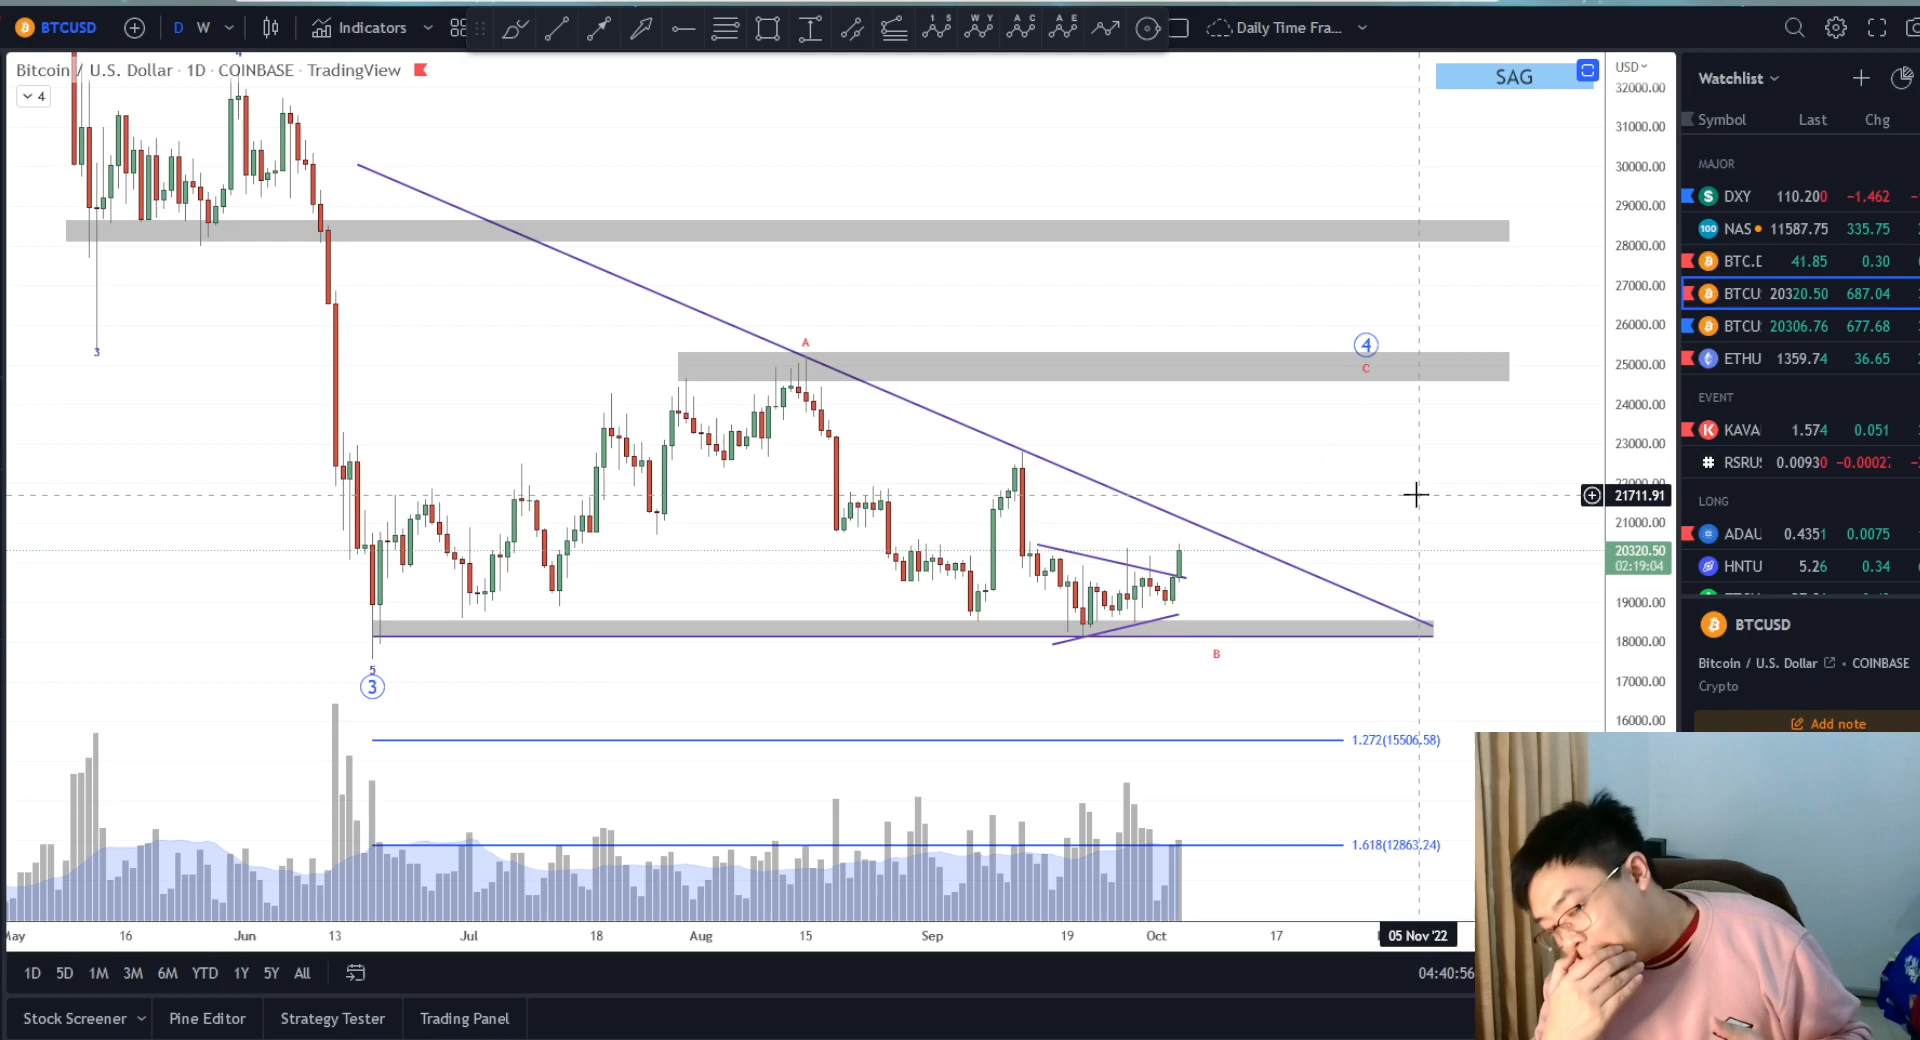 BTCUSD D W Indicators Daily Time Fra...
Bitcoin / U.S. Dollar · 1D · COINBASE · TradingView
4
SAG
USD
32000.00
31000.00
30000.00
29000.00
28000.00
27000.00
26000.00
25000.00
24000.00
23000.00
22000.00
21711.91
21000.00
20320.50
02:19:04
19000.00
18000.00
17000.00
16000.00
4
3
A
4
C
B
5
3
1.272(15506.58)
1.618(12863.24)
May 16 Jun 13 Jul 18 Aug 15 Sep 19 Oct 17 05 Nov '22
1D 5D 1M 3M 6M YTD 1Y 5Y All 04:40:56
Stock Screener Pine Editor Strategy Tester Trading Panel
Watchlist
Symbol Last Chg
MAJOR
DXY 110.200 −1.462
100 NAS 11587.75 335.75
BTC.D 41.85 0.30
BTCU 20320.50 687.04
BTCU 20306.76 677.68
ETHU 1359.74 36.65
EVENT
KAVA 1.574 0.051
RSRU 0.00930 −0.00027
LONG
ADAU 0.4351 0.0075
HNTU 5.26 0.34
BTCUSD
Bitcoin / U.S. Dollar • COINBASE
Crypto
Add note